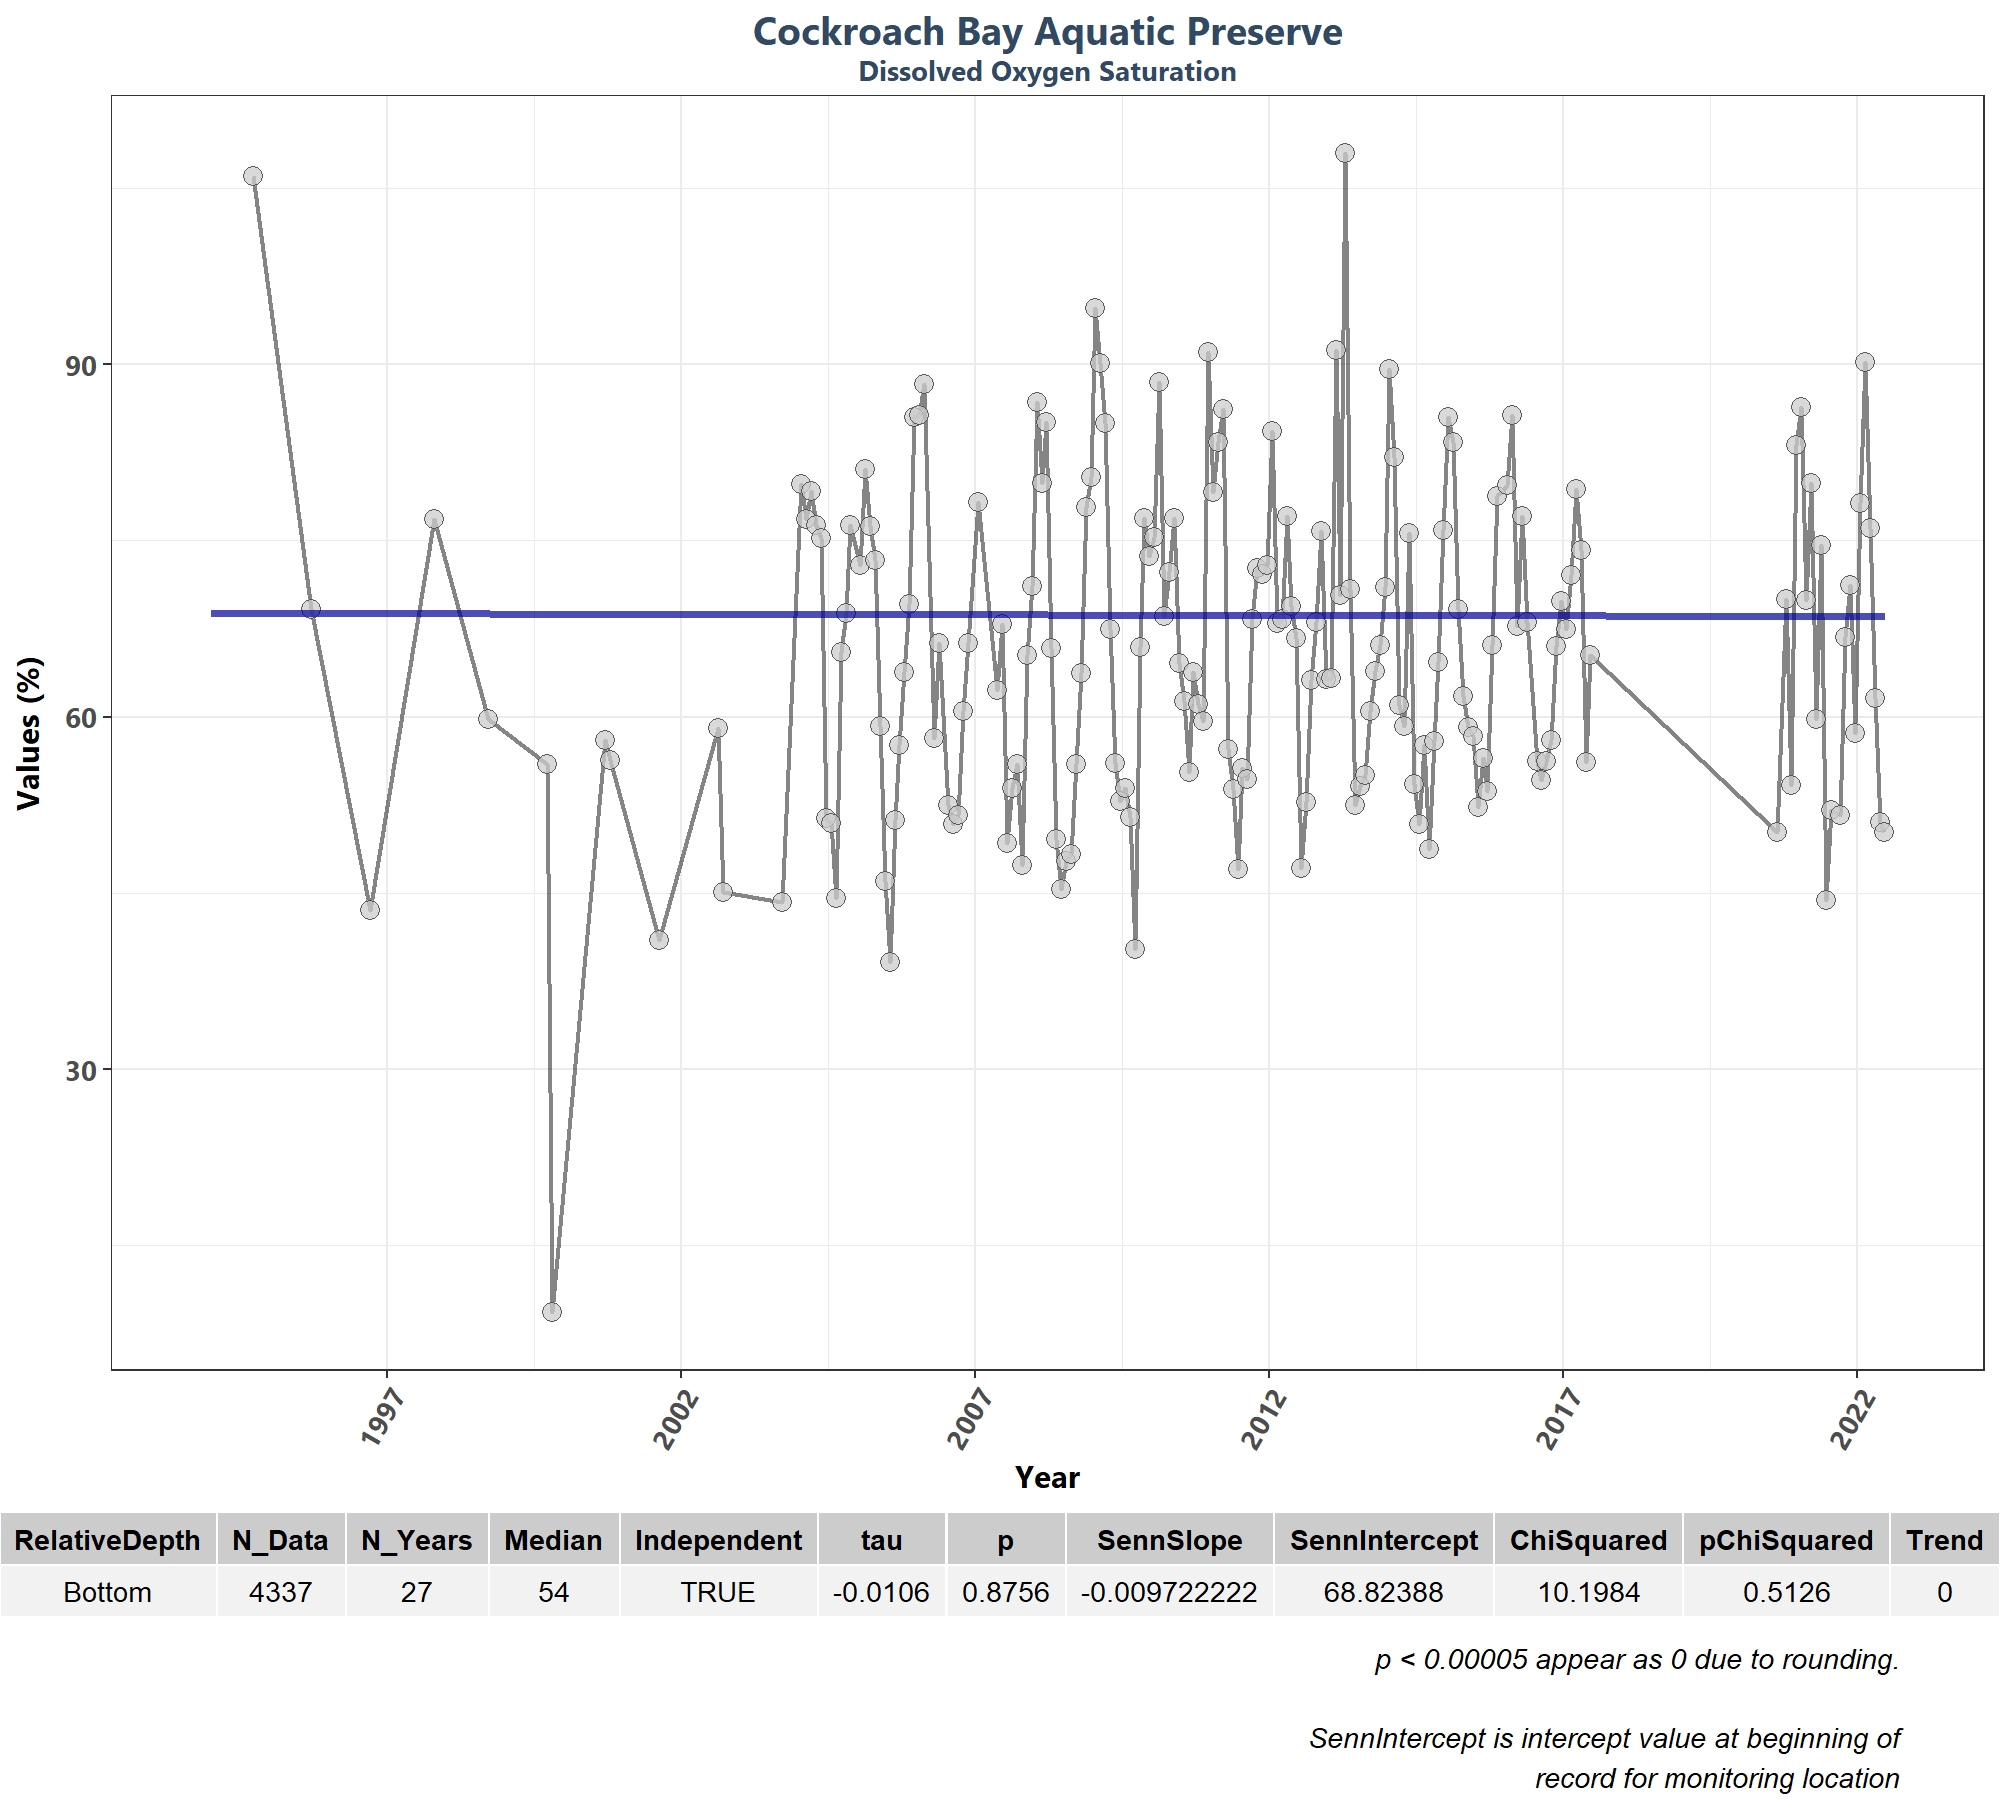 Cockroach Bay Aquatic Preserve
Dissolved Oxygen Saturation
90
60
30
Values (%)
1997 2002 2007 2012 2017 2022
Year
RelativeDepth N_Data N_Years Median Independent tau p SennSlope SennIntercept ChiSquared pChiSquared Trend
Bottom 4337 27 54 TRUE -0.0106 0.8756 -0.009722222 68.82388 10.1984 0.5126 0
p < 0.00005 appear as 0 due to rounding.
SennIntercept is intercept value at beginning of
record for monitoring location